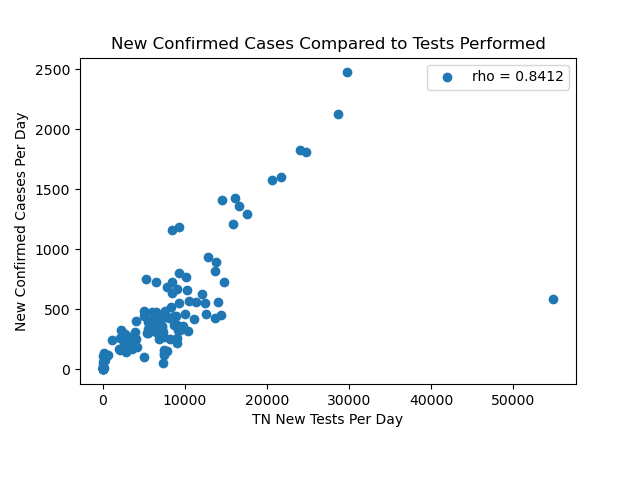 New Confirmed Cases Compared to Tests Performed
rho = 0.8412
New Confirmed Caeses Per Day
2500
2000
1500
1000
500
0
0 10000 20000 30000 40000 50000
TN New Tests Per Day